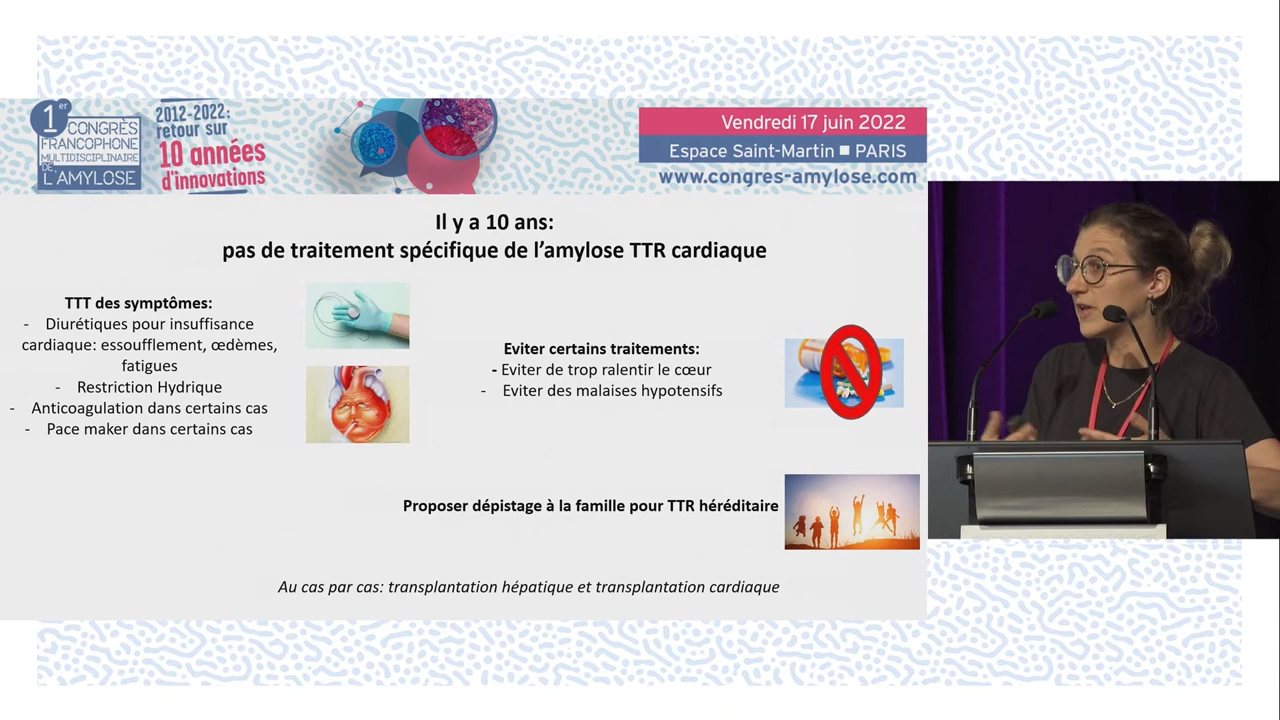 1er
CONGRÈS
FRANCOPHONE
MULTIDISCIPLINAIRE
DE
L'AMYLOSE
2012-2022:
retour sur
10 années
d'innovations
Vendredi 17 juin 2022
Espace Saint-Martin ■ PARIS
www.congres-amylose.com
Il y a 10 ans:
pas de traitement spécifique de l'amylose TTR cardiaque
TTT des symptômes:
- Diurétiques pour insuffisance
cardiaque: essoufflement, œdèmes,
fatigues
- Restriction Hydrique
- Anticoagulation dans certains cas
- Pace maker dans certains cas
Eviter certains traitements:
- Eviter de trop ralentir le cœur
- Eviter des malaises hypotensifs
Proposer dépistage à la famille pour TTR héréditaire
Au cas par cas: transplantation hépatique et transplantation cardiaque